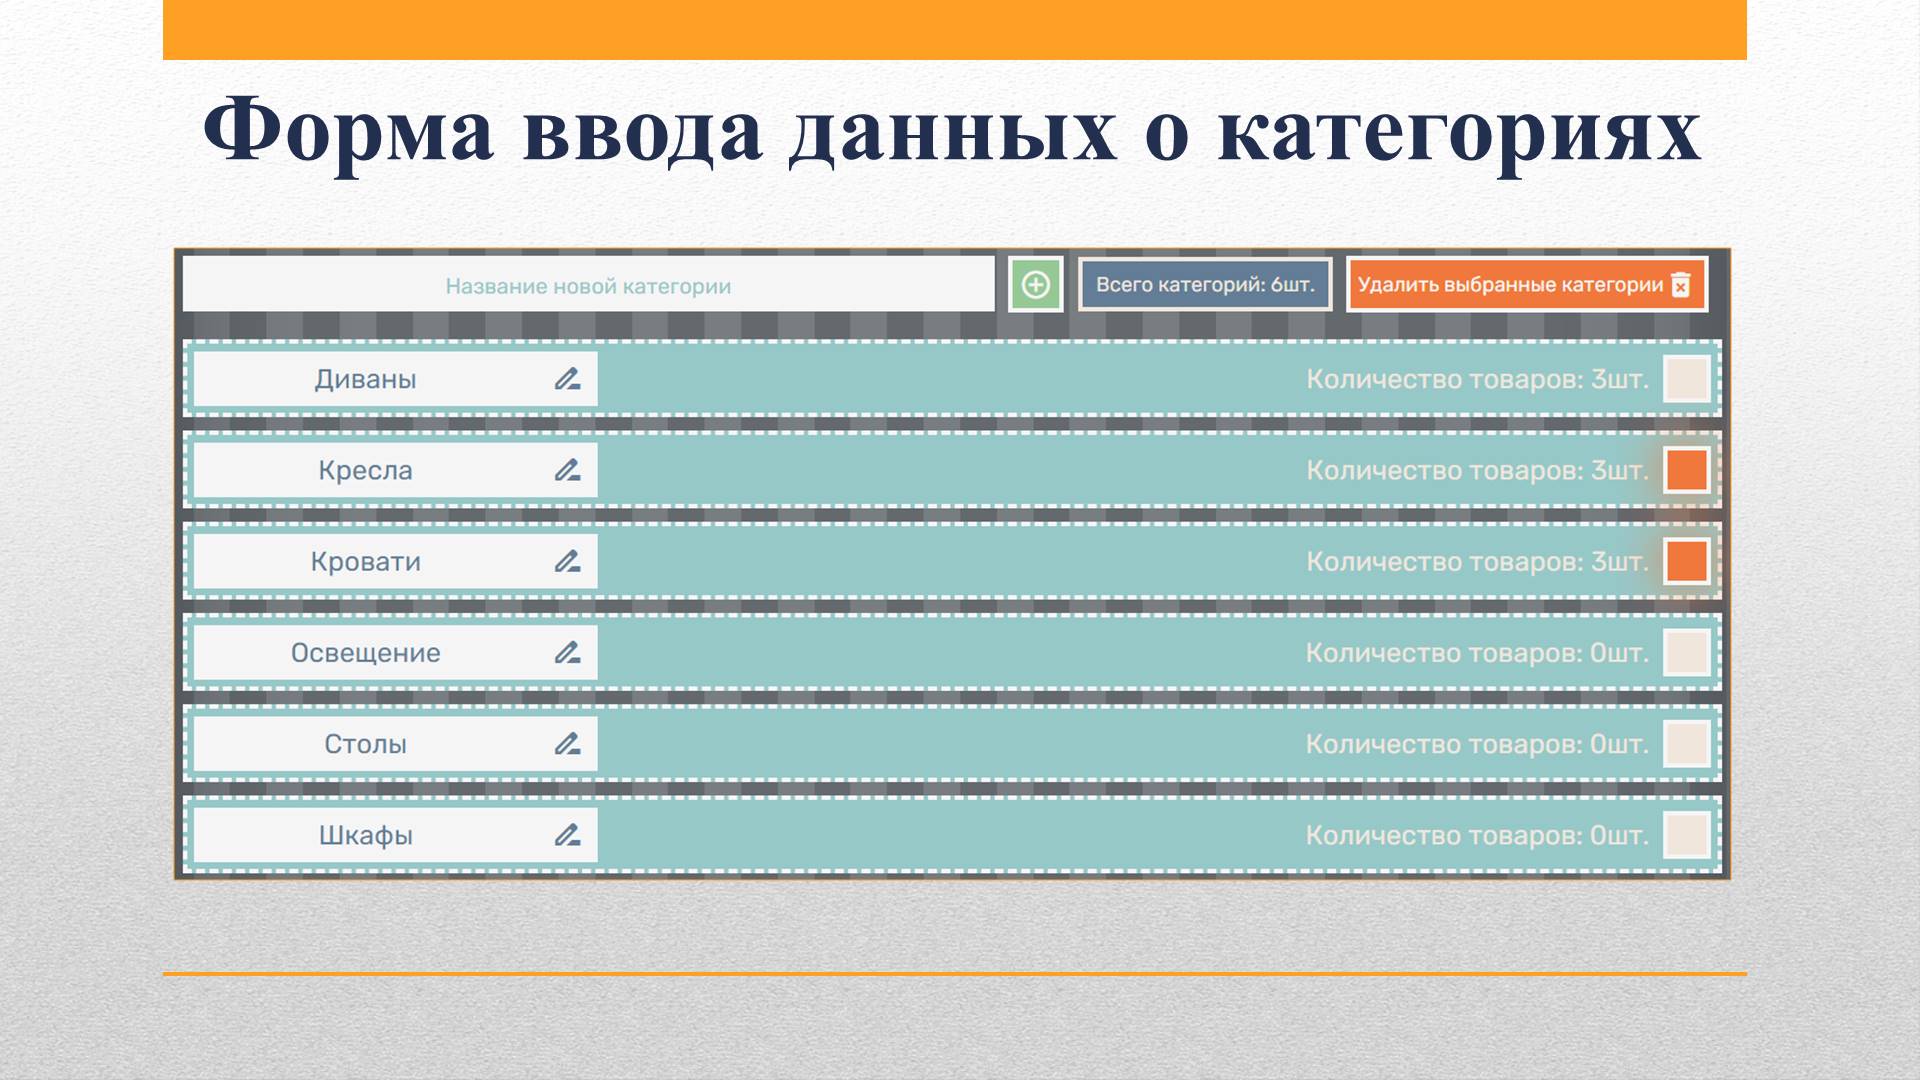 Форма ввода данных о категориях
Название новой категории
Всего категорий: 6шт.
Удалить выбранные категории
Диваны
Количество товаров: 3шт.
Кресла
Количество товаров: 3шт.
Кровати
Количество товаров: 3шт.
Освещение
Количество товаров: 0шт.
Столы
Количество товаров: 0шт.
Шкафы
Количество товаров: 0шт.